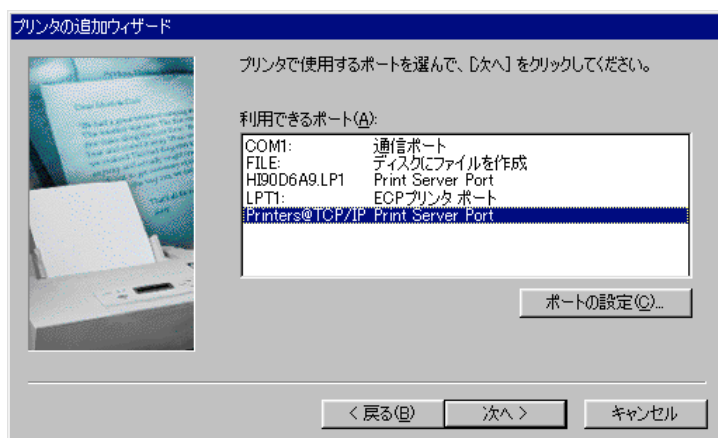 プリンタの追加ウィザード
プリンタで使用するポートを選んで、[次へ] をクリックしてください。
利用できるポート(A):
COM1: 通信ポート
FILE: ディスクにファイルを作成
HI90D6A9.LP1 Print Server Port
LPT1: ECPプリンタ ポート
Printers@TCP/IP Print Server Port
ポートの設定(C)...
< 戻る(B)
次へ >
キャンセル